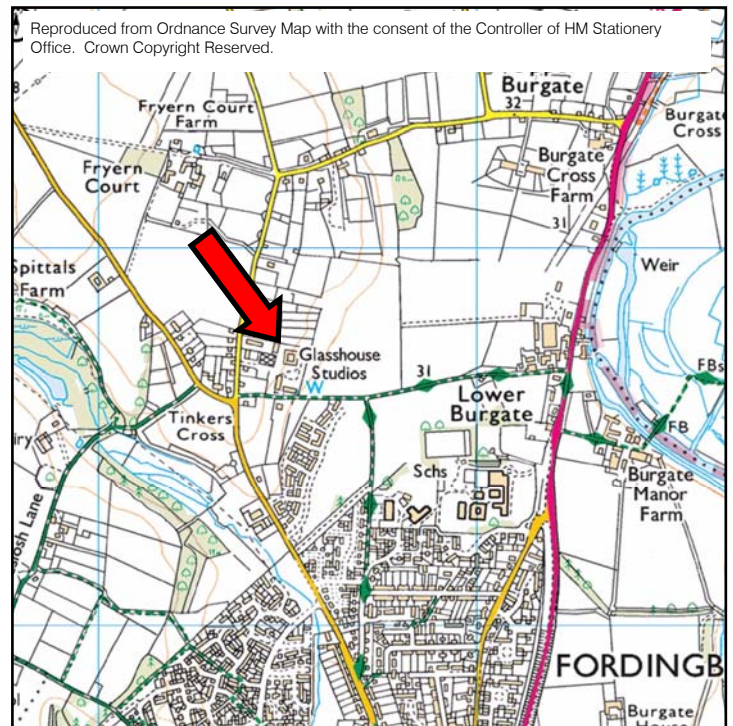 Reproduced from Ordnance Survey Map with the consent of the Controller of HM Stationery
Office. Crown Copyright Reserved.
Burgate
32
Fryern Court
Farm
Burgate
Cross
Fryern
Court
Burgate
Cross
Farm
31
Spittals
Farm
Weir
Glasshouse
Studios
W
31
FBs
Lower
Burgate
Tinkers
Cross
FB
Schs
Burgate
Manor
Farm
Lane
FORDINGB
Burgate